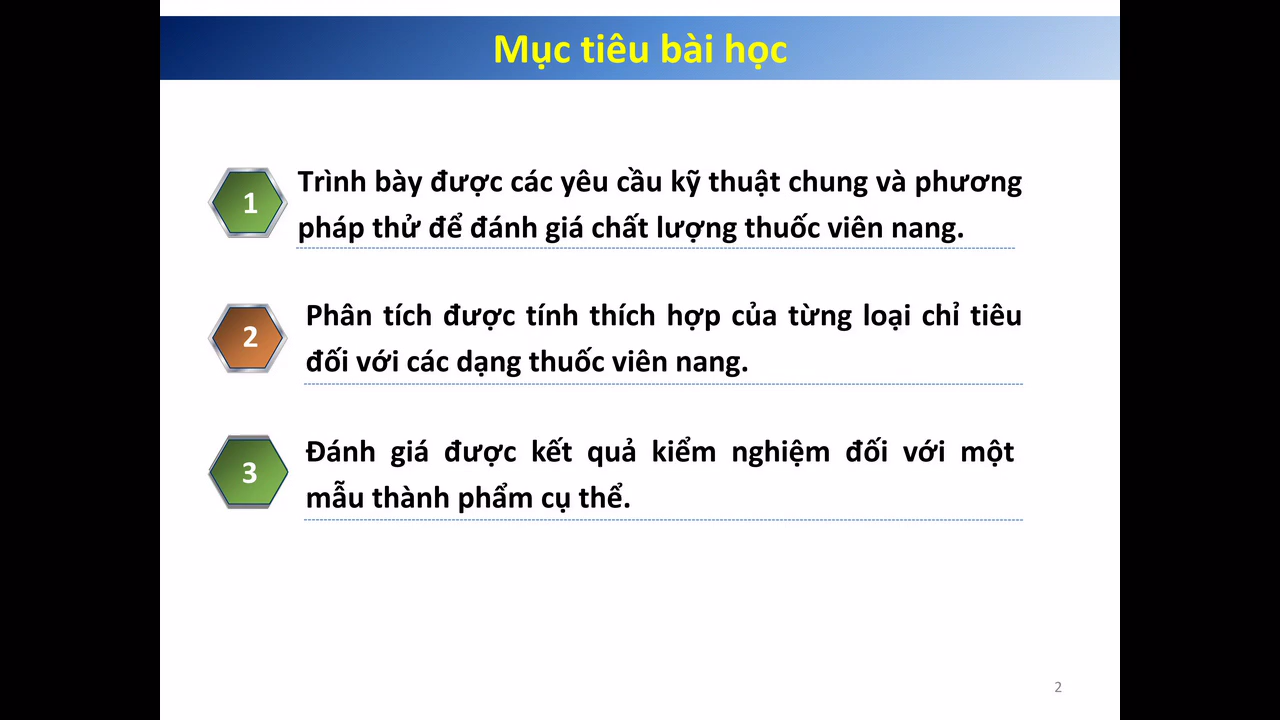 Mục tiêu bài học
1
Trình bày được các yêu cầu kỹ thuật chung và phương
pháp thử để đánh giá chất lượng thuốc viên nang.
2
Phân tích được tính thích hợp của từng loại chỉ tiêu
đối với các dạng thuốc viên nang.
3
Đánh giá được kết quả kiểm nghiệm đối với một
mẫu thành phẩm cụ thể.
2